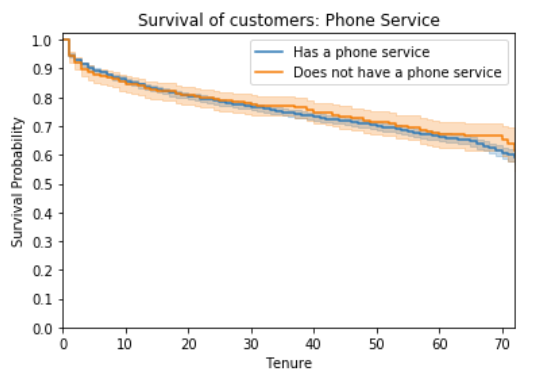 Survival of customers: Phone Service
Has a phone service
Does not have a phone service
Survival Probability
1.0
0.9
0.8
0.7
0.6
0.5
0.4
0.3
0.2
0.1
0.0
0 10 20 30 40 50 60 70
Tenure